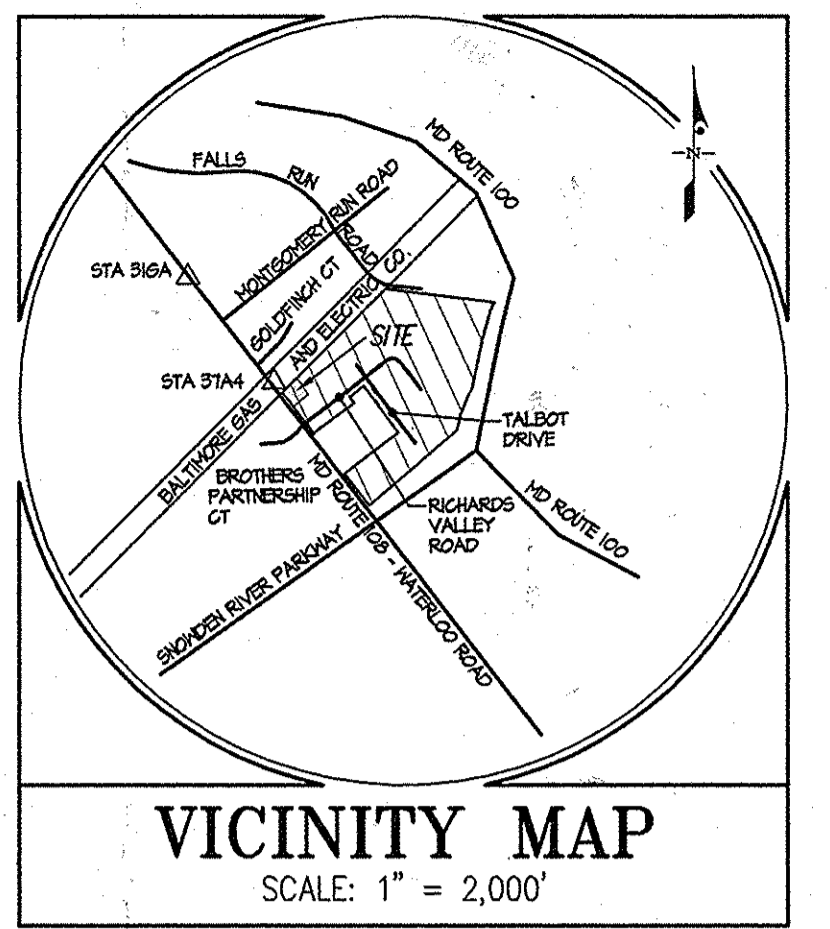 MD ROUTE 100
FALLS RUN ROAD
MONTGOMERY RUN ROAD
STA 31GA
GOLDFINCH CT
BALTIMORE GAS AND ELECTRIC CO.
SITE
STA 37A4
TALBOT
DRIVE
BROTHERS
PARTNERSHIP
CT
RICHARDS
VALLEY
ROAD
MD ROUTE 100
MD ROUTE 108 - WATERLOO ROAD
SNOWDEN RIVER PARKWAY
N
VICINITY MAP
SCALE: 1" = 2,000'